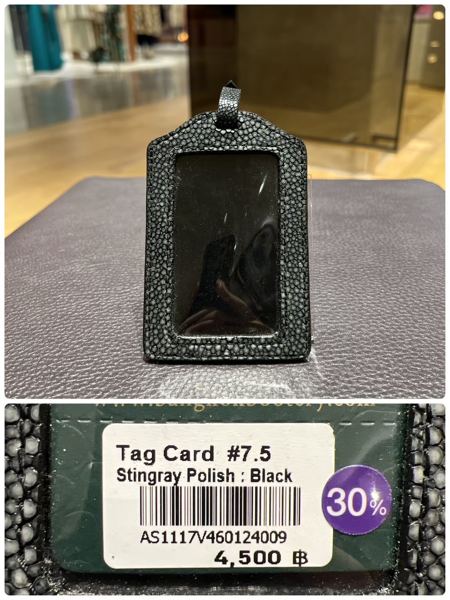 Tag Card #7.5
Stingray Polish : Black
AS1117V460124009
4,500 ฿
30%